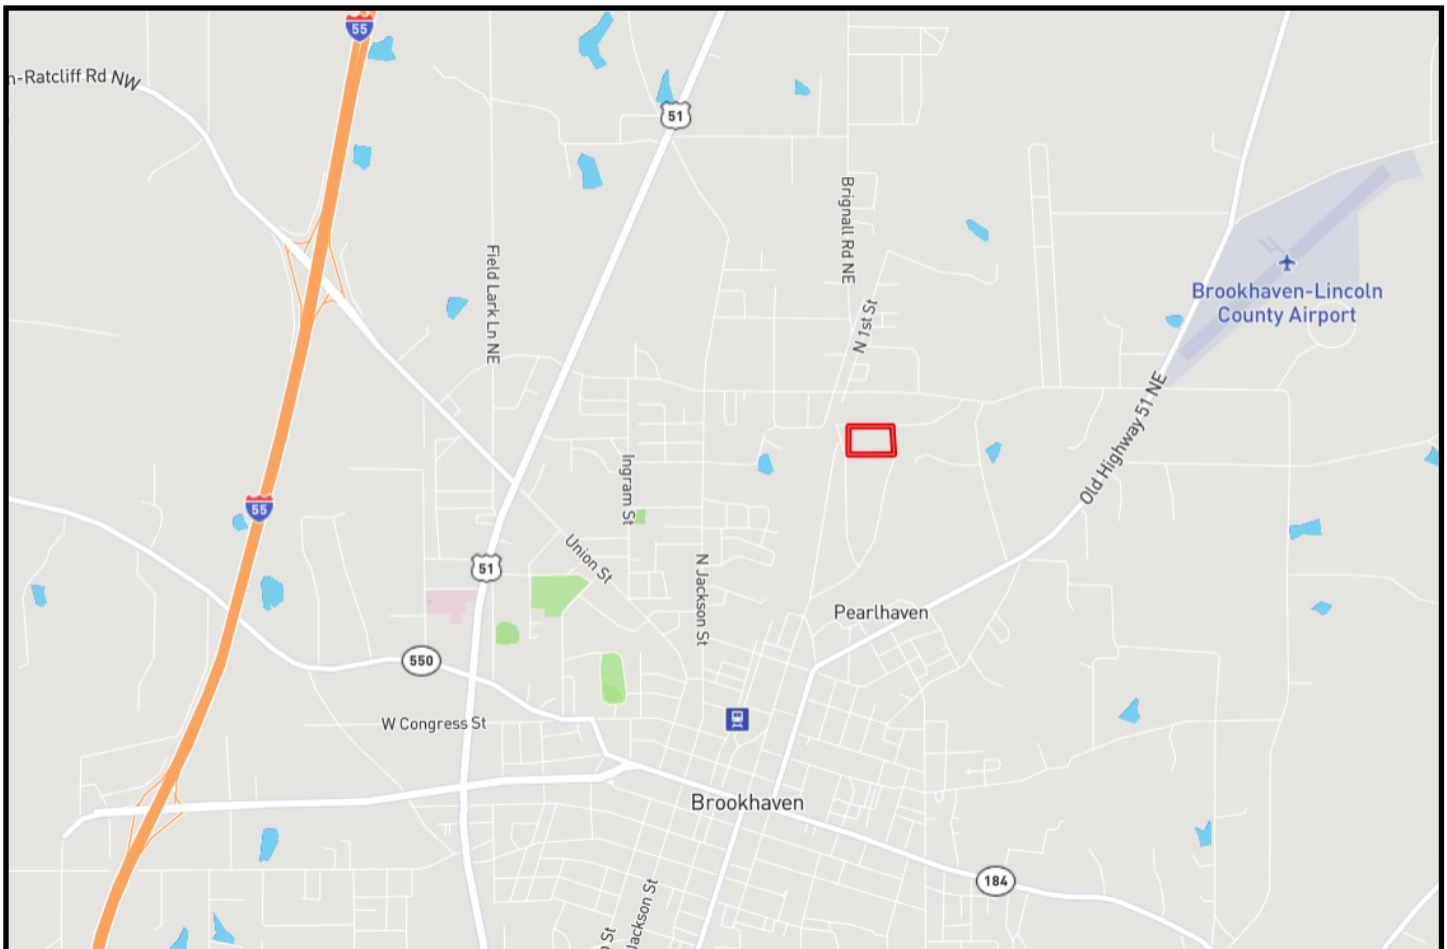 55
n-Ratcliff Rd NW
51
Brignall Rd NE
Field Lark Ln NE
N 1st St
Brookhaven-Lincoln
County Airport
Old Highway 51 NE
Ingram St
55
Union St
51
N Jackson St
Pearlhaven
550
W Congress St
Brookhaven
184
Jackson St
St